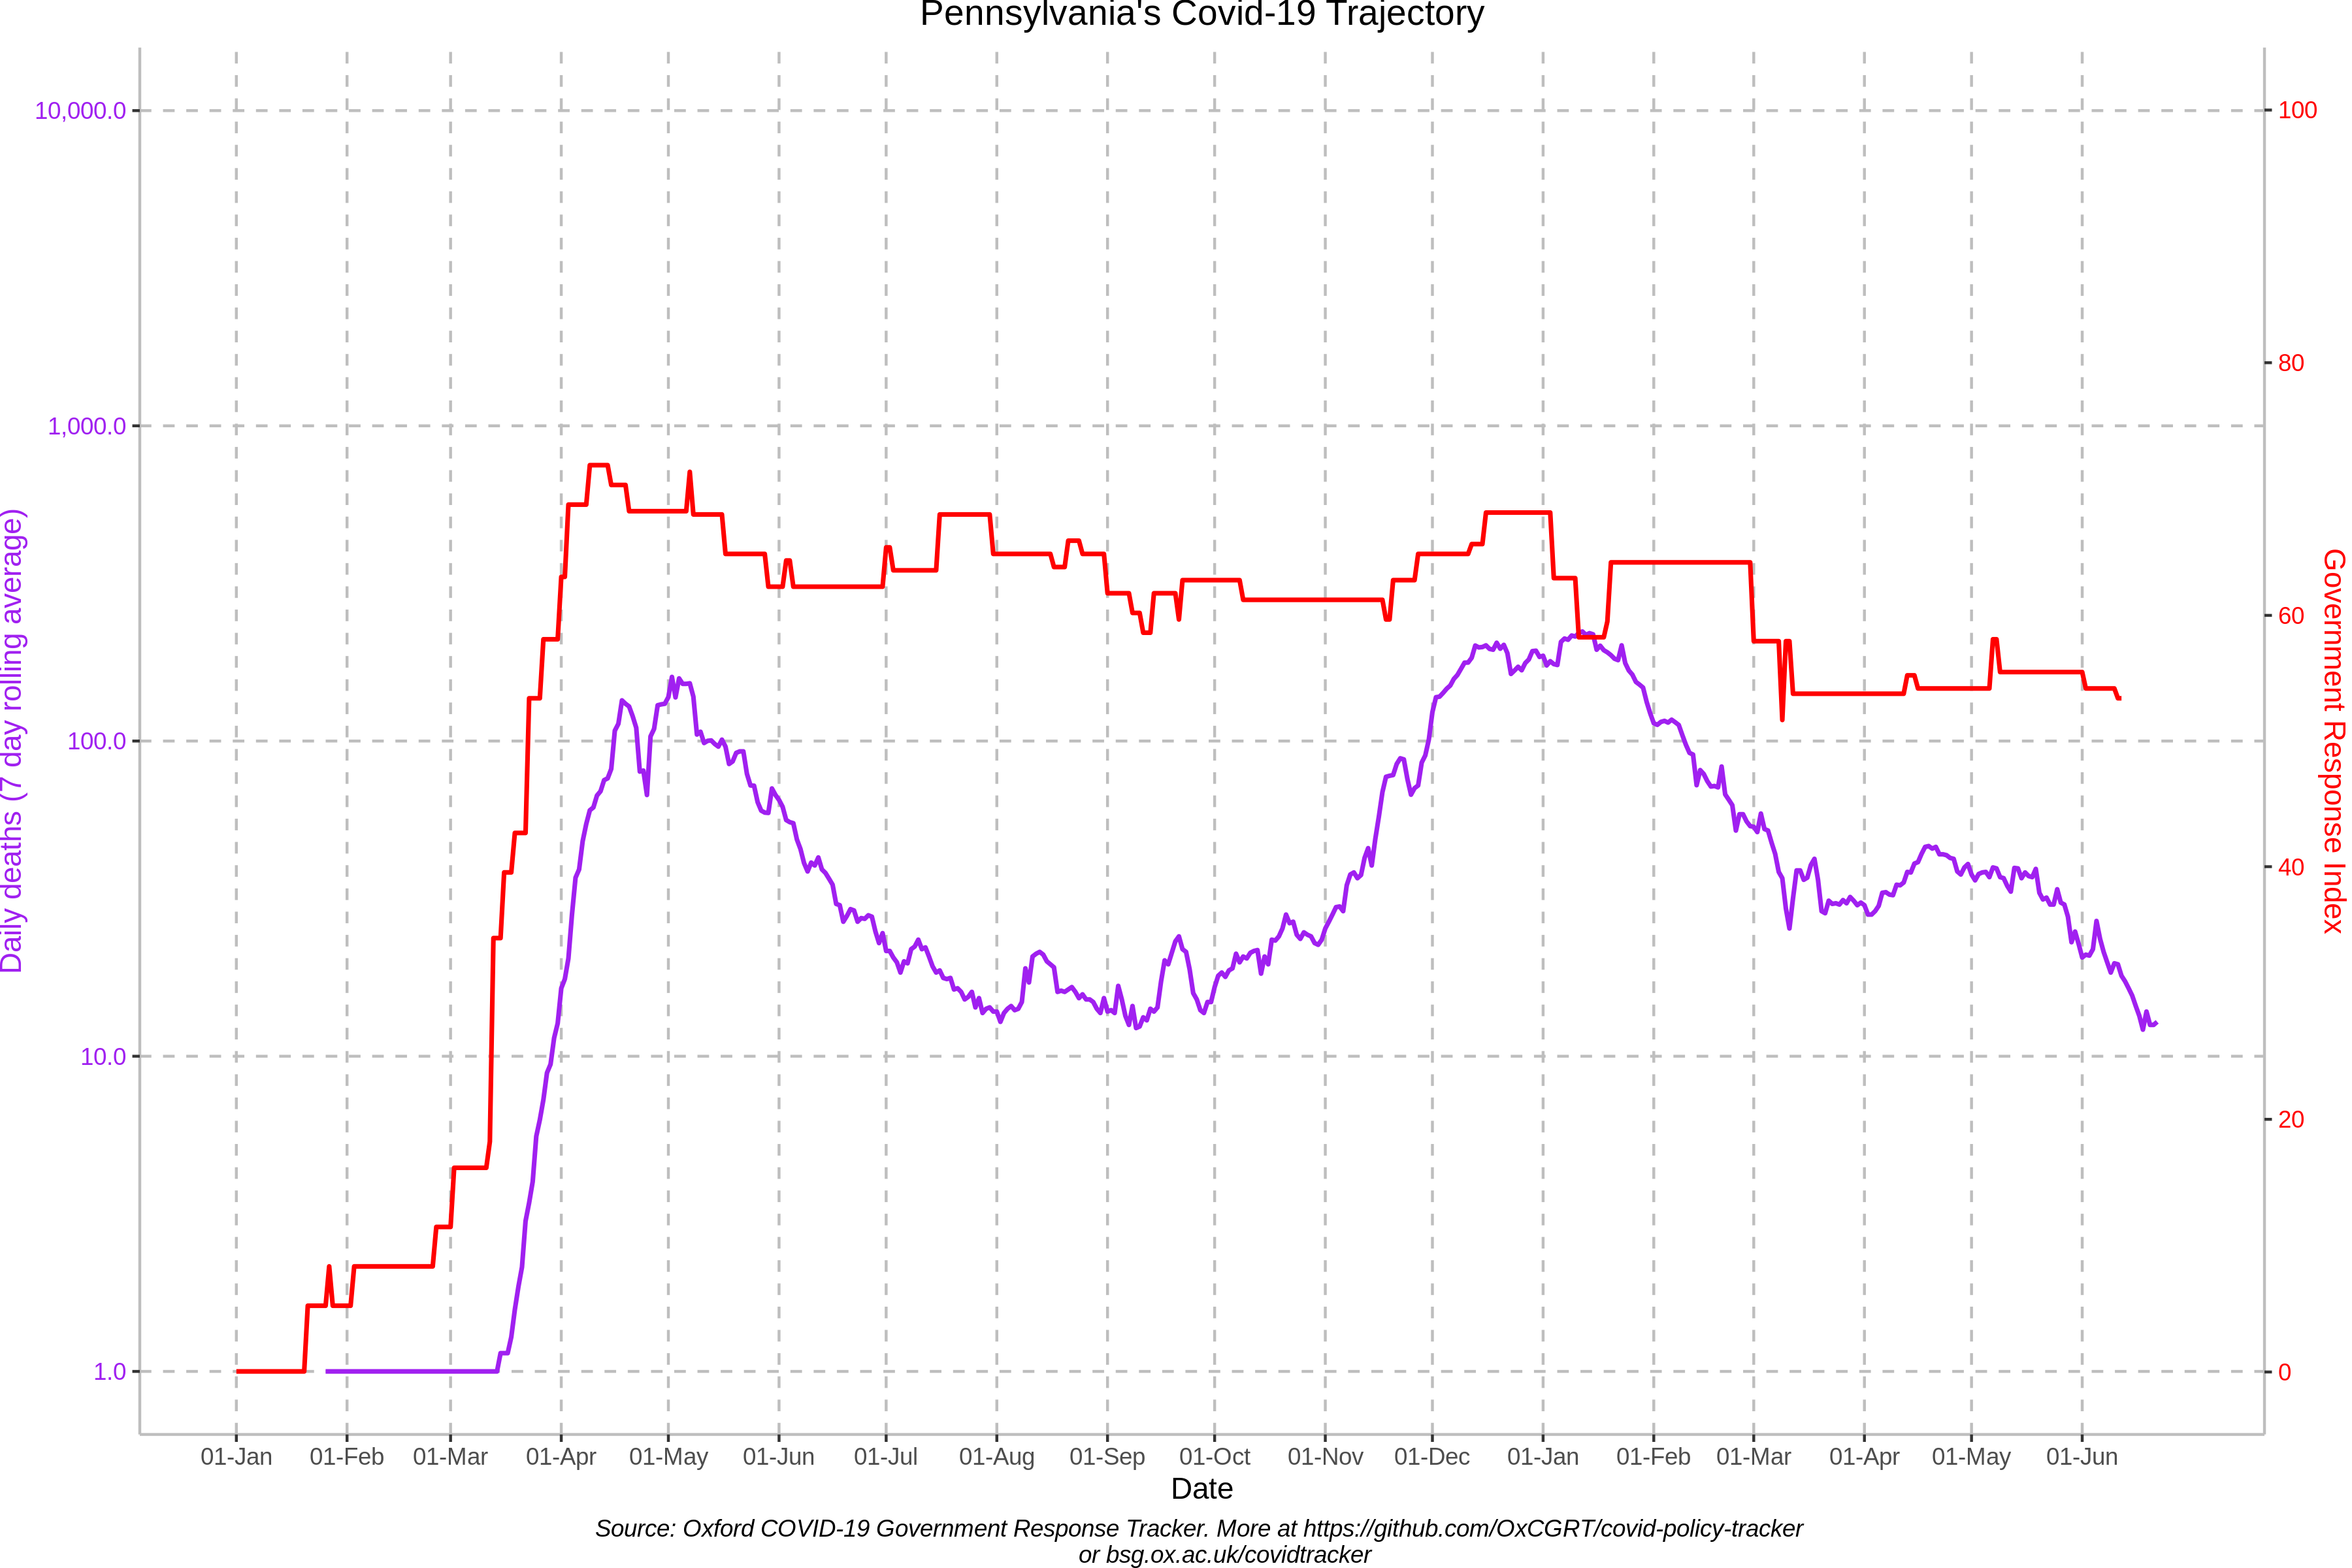 Pennsylvania's Covid-19 Trajectory
10,000.0
1,000.0
100.0
10.0
1.0
Daily deaths (7 day rolling average)
100
80
60
40
20
0
Government Response Index
01-Jan 01-Feb 01-Mar 01-Apr 01-May 01-Jun 01-Jul 01-Aug 01-Sep 01-Oct 01-Nov 01-Dec 01-Jan 01-Feb 01-Mar 01-Apr 01-May 01-Jun
Date
Source: Oxford COVID-19 Government Response Tracker. More at https://github.com/OxCGRT/covid-policy-tracker
or bsg.ox.ac.uk/covidtracker